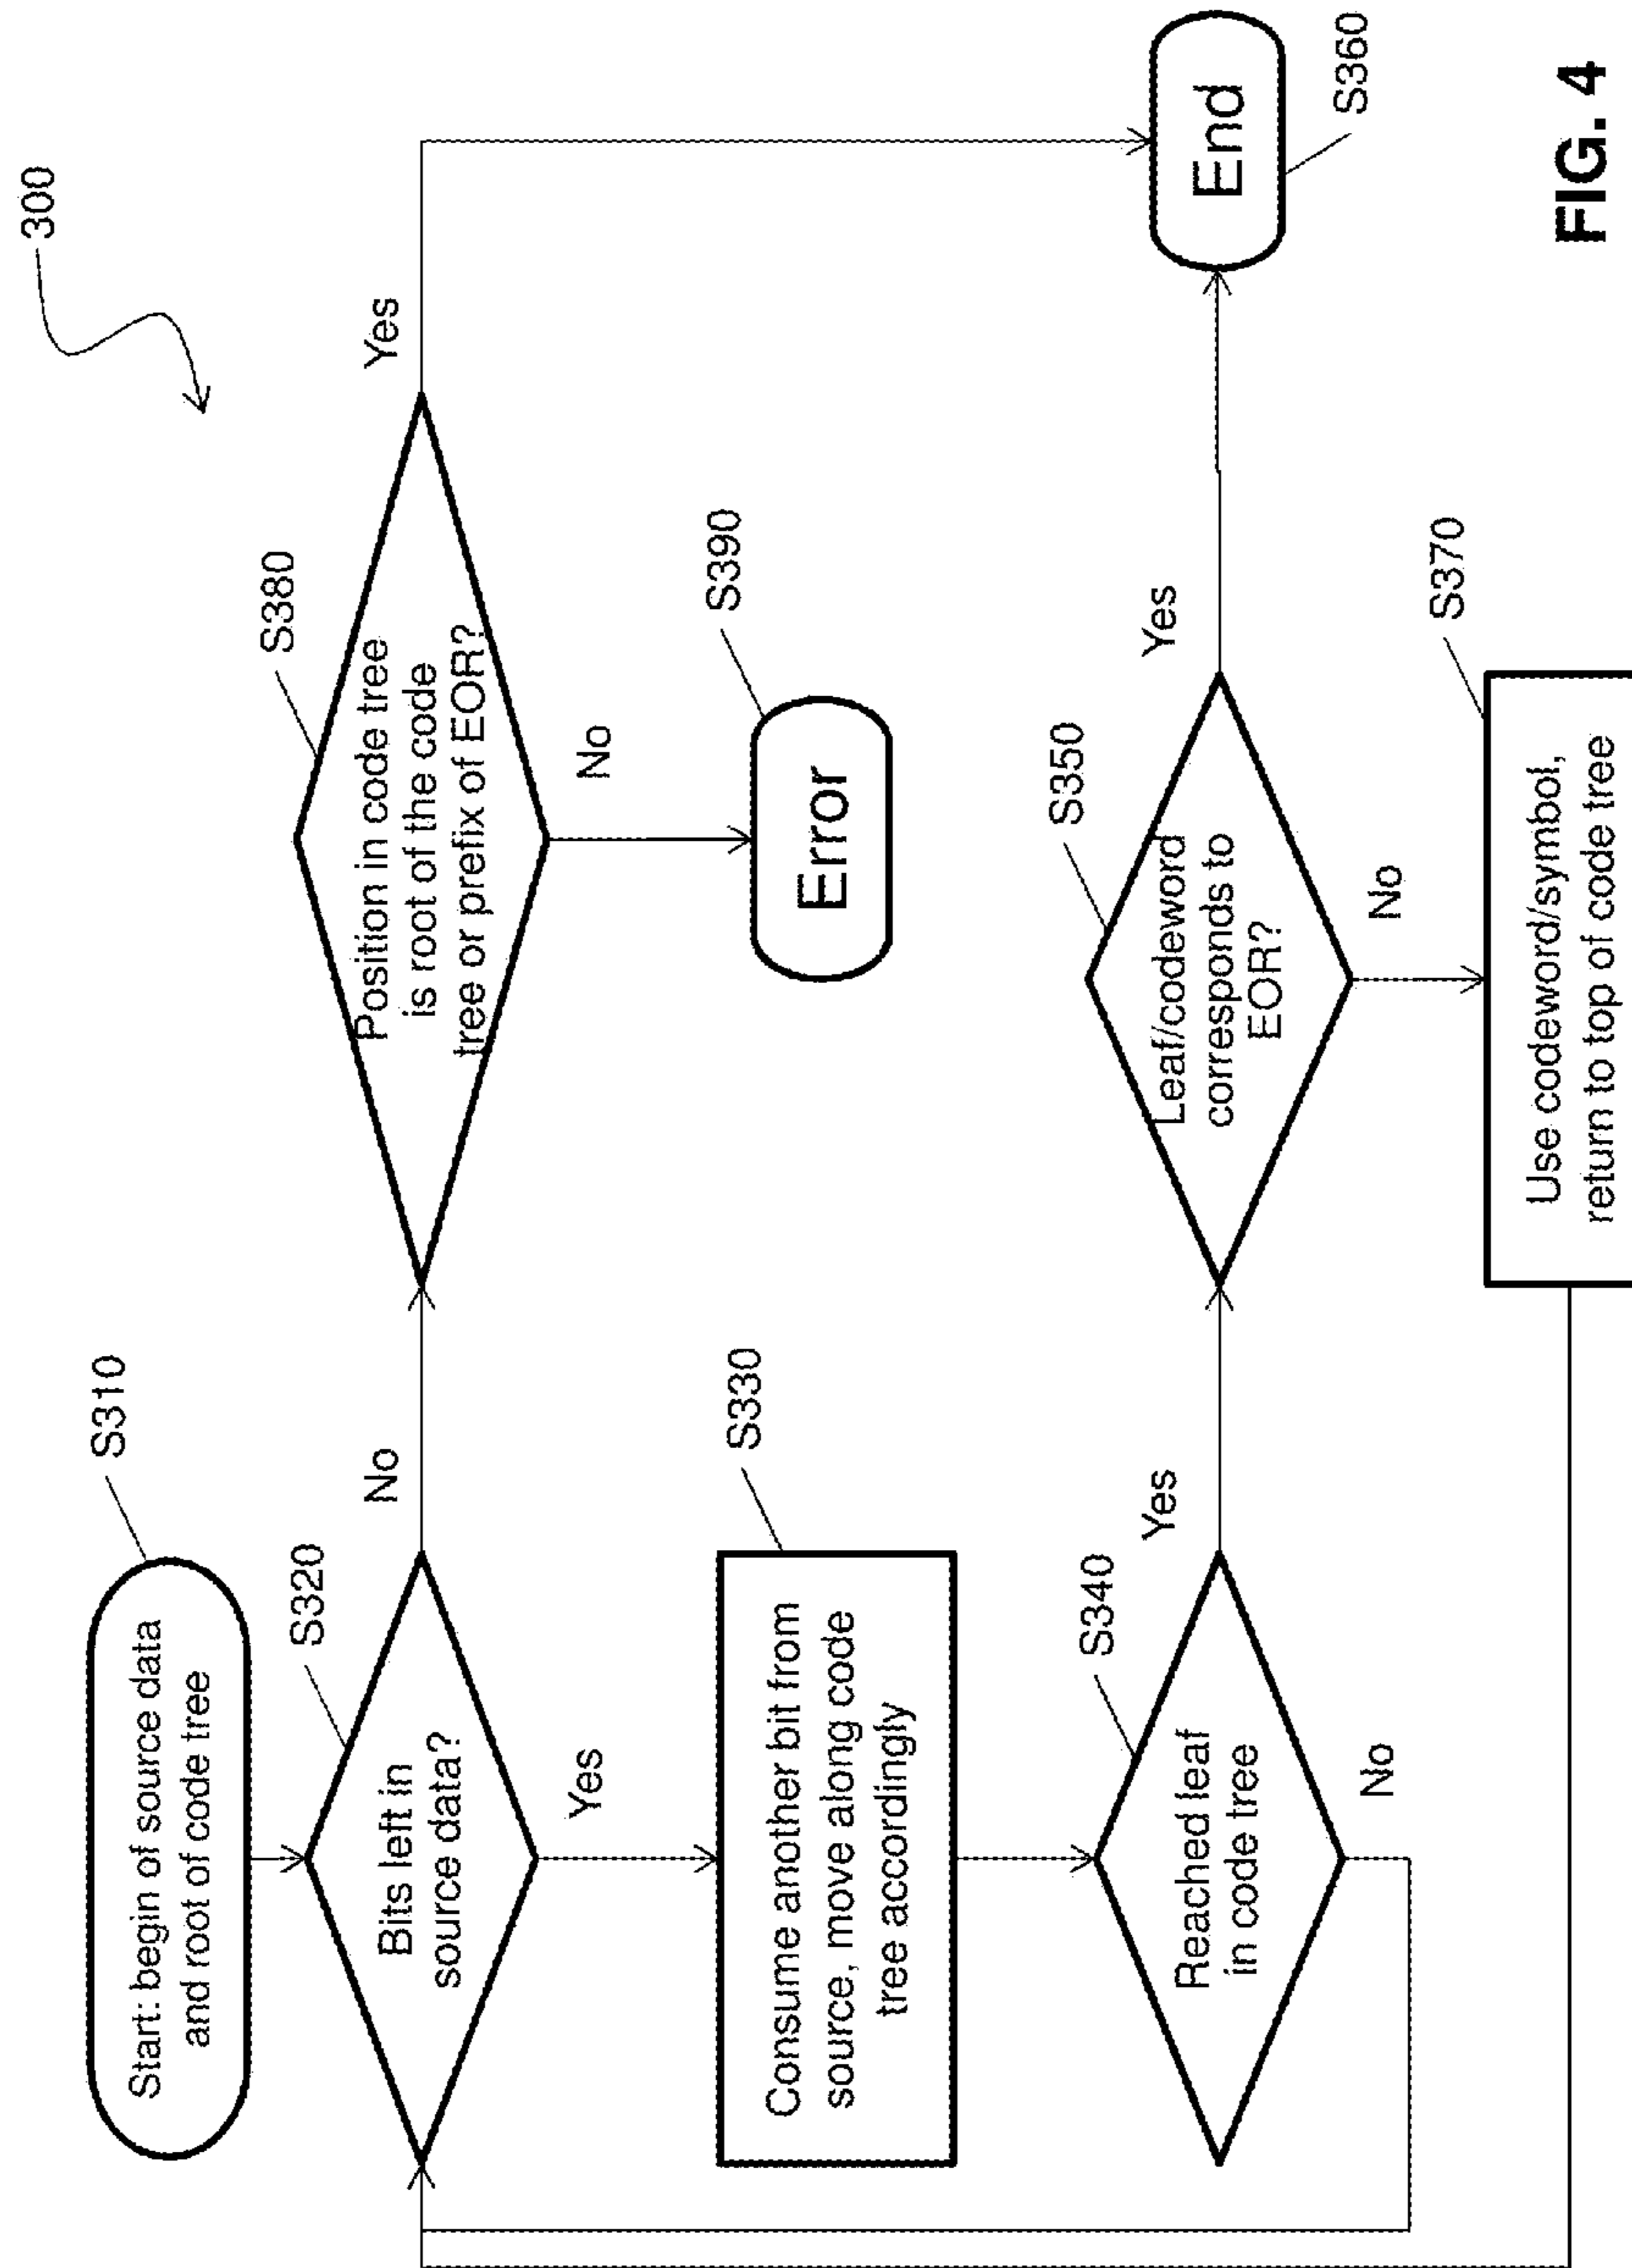 300
S310
Start: begin of source data
and root of code tree
S320
Bits left in
source data?
No
S380
Position in code tree
is root of the code
tree or prefix of EOR?
Yes
Yes
No
S330
Consume another bit from
source, move along code
tree accordingly
S390
Error
S340
Reached leaf
in code tree
Yes
No
S350
Leaf/codeword
corresponds to
EOR?
Yes
No
End
S360
S370
Use codeword/symbol,
return to top of code tree
FIG. 4